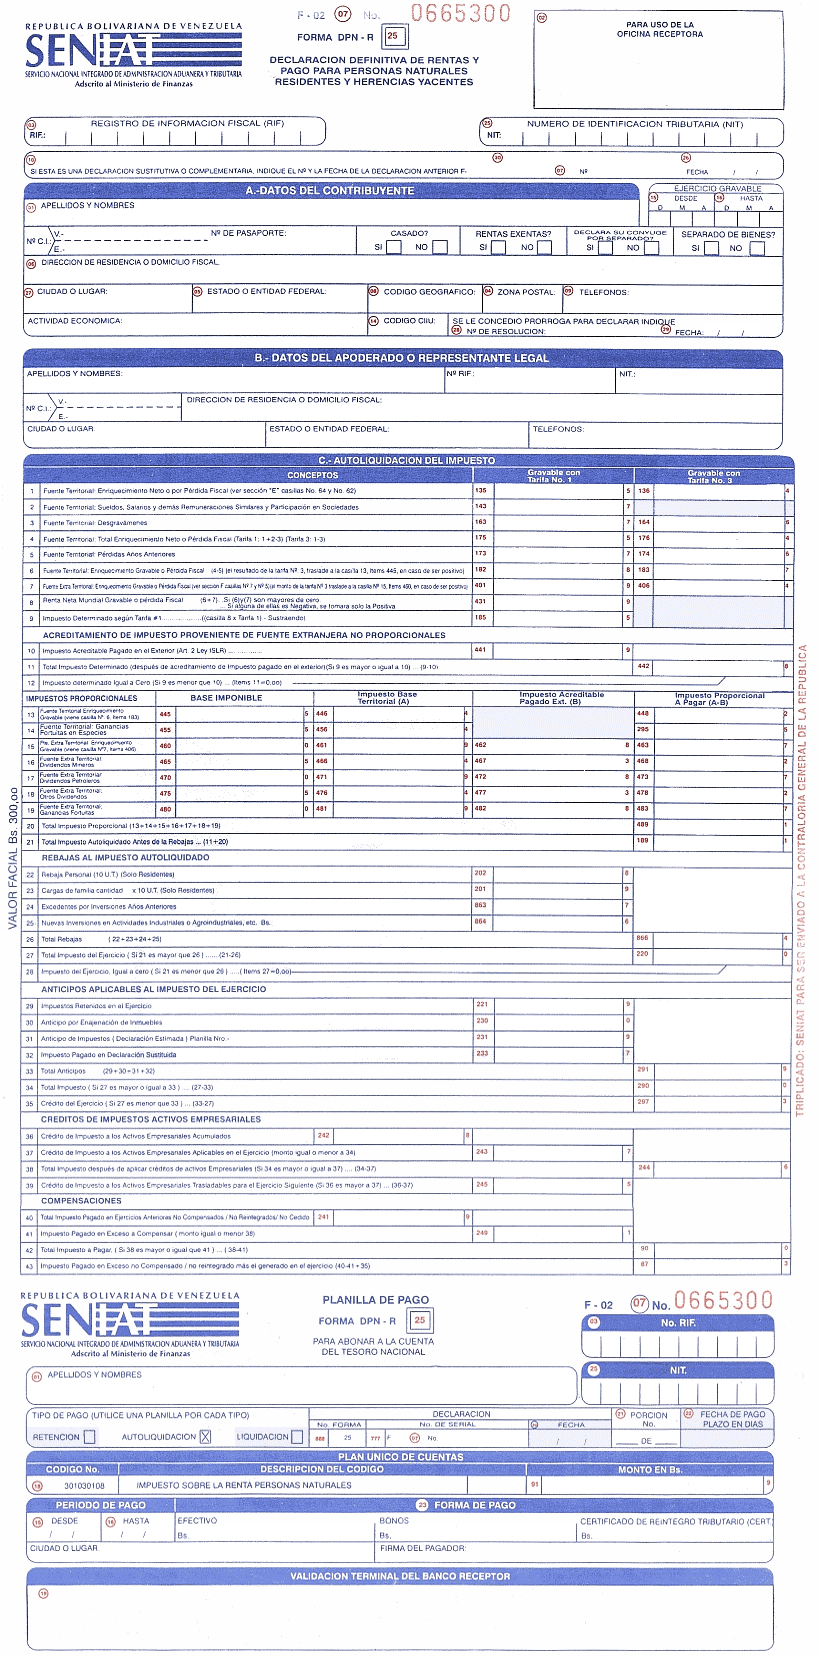 F - 02 07 No. 0665300
REPUBLICA BOLIVARIANA DE VENEZUELA
SENIAT
SERVICIO NACIONAL INTEGRADO DE ADMINISTRACION ADUANERA Y TRIBUTARIA
Adscrito al Ministerio de Finanzas
FORMA DPN - R 25
DECLARACION DEFINITIVA DE RENTAS Y
PAGO PARA PERSONAS NATURALES
RESIDENTES Y HERENCIAS YACENTES
02 PARA USO DE LA
OFICINA RECEPTORA
03 REGISTRO DE INFORMACION FISCAL (RIF)
RIF.:
25 NUMERO DE IDENTIFICACION TRIBUTARIA (NIT)
NIT:
SI ESTA ES UNA DECLARACION SUSTITUTIVA O COMPLEMENTARIA, INDIQUE EL Nº Y LA FECHA DE LA DECLARACION ANTERIOR F- 07 Nº FECHA / /
A.-DATOS DEL CONTRIBUYENTE
EJERCICIO GRAVABLE
DESDE HASTA
D M A D M A
01 APELLIDOS Y NOMBRES
Nº C.I.: V.- E.- Nº DE PASAPORTE: CASADO? SI NO RENTAS EXENTAS? SI NO DECLARA SU CONYUGE POR SEPARADO? SI NO SEPARADO DE BIENES? SI NO
DIRECCION DE RESIDENCIA O DOMICILIO FISCAL
CIUDAD O LUGAR: ESTADO O ENTIDAD FEDERAL: CODIGO GEOGRAFICO: ZONA POSTAL: TELEFONOS:
ACTIVIDAD ECONOMICA: CODIGO CIIU: SE LE CONCEDIO PRORROGA PARA DECLARAR INDIQUE
Nº DE RESOLUCION: FECHA: / /
B.- DATOS DEL APODERADO O REPRESENTANTE LEGAL
APELLIDOS Y NOMBRES: Nº RIF.: NIT.:
Nº C.I.: V.- E.- DIRECCION DE RESIDENCIA O DOMICILIO FISCAL:
CIUDAD O LUGAR: ESTADO O ENTIDAD FEDERAL: TELEFONOS:
C.- AUTOLIQUIDACION DEL IMPUESTO
CONCEPTOS Gravable con Tarifa No. 1 Gravable con Tarifa No. 3
1 Fuente Territorial: Enriquecimiento Neto o por Pérdida Fiscal (ver sección "E" casillas No. 64 y No. 62) 135 5 136 4
2 Fuente Territorial: Sueldos, Salarios y demás Remuneraciones Similares y Participación en Sociedades 143 7
3 Fuente Territorial: Desgravámenes 163 7 164 6
4 Fuente Territorial: Total Enriquecimiento Neto o Pérdida Fiscal (Tarifa 1; 1+2-3) (Tarifa 3: 1-3) 175 5 176 4
5 Fuente Territorial: Pérdidas Años Anteriores 173 7 174 6
6 Fuente Territorial: Enriquecimiento Gravable o Pérdida Fiscal (4-5) (el resultado de la tarifa Nº 3, traslade a la casilla 13, Items 445, en caso de ser positivo) 182 8 183 7
7 Fuente Extra Territorial: Enriquecimiento Gravable o Pérdida Fiscal (ver sección F casillas Nº 7 y Nº 5) (el monto de la tarifa Nº 3 traslade a la casilla Nº 15, Items 460, en caso de ser positivo) 401 9 406 4
8 Renta Neta Mundial Gravable o pérdida Fiscal (6+7)...Si (6)y(7) son mayores de cero 431 9
...Si alguna de ellas es Negativa, se tomara solo la Positiva
9 Impuesto Determinado según Tarifa #1....................((casilla 8 x Tarifa 1) - Sustraendo) 185 5
ACREDITAMIENTO DE IMPUESTO PROVENIENTE DE FUENTE EXTRANJERA NO PROPORCIONALES
10 Impuesto Acreditable Pagado en el Exterior (Art. 2 Ley ISLR) .... 441 9
11 Total Impuesto Determinado (después de acreditamiento de impuesto pagado en el exterior)(Si 9 es mayor o igual a 10) ... (9-10) 442 8
12 Impuesto determinado Igual a Cero (Si 9 es menor que 10) ... (Items 11=0,oo)
IMPUESTOS PROPORCIONALES BASE IMPONIBLE Impuesto Base Territorial (A) Impuesto Acreditable Pagado Ext. (B) Impuesto Proporcional A Pagar (A-B)
13 Fuente Territorial Enriquecimiento Gravable (viene casilla Nº. 6, Items 183) 445 5 446 4 448 2
14 Fuente Territorial: Ganancias Fortuitas en Especies 455 5 456 4 295 5
15 Fte. Extra Territorial: Enriquecimiento Gravable (viene casilla Nº7, Items 406) 460 0 461 9 462 8 463 7
16 Fuente Extra Territorial Dividendos Mineros 465 5 466 4 467 3 468 2
17 Fuente Extra Territorial Dividendos Petroleros 470 0 471 9 472 8 473 7
18 Fuente Extra Territorial: Otros Dividendos 475 5 476 4 477 3 478 2
19 Fuente Extra Territorial: Ganancias Fortuitas 480 0 481 9 482 8 483 7
20 Total Impuesto Proporcional (13+14+15+16+17+18+19) 489 1
21 Total Impuesto Autoliquidado Antes de la Rebajas ... (11+20) 189 1
REBAJAS AL IMPUESTO AUTOLIQUIDADO
22 Rebaja Personal (10 U.T.) (Solo Residentes) 202 8
23 Cargas de familia cantidad x 10 U.T. (Solo Residentes) 201 9
24 Excedentes por Inversiones Años Anteriores 863 7
25 Nuevas Inversiones en Actividades Industriales o Agroindustriales, etc. Bs. 864 6
26 Total Rebajas (22+23+24+25) 866 4
27 Total Impuesto del Ejercicio ( Si 21 es mayor que 26 ) ......(21-26) 220 0
28 Impuesto del Ejercicio, Igual a cero ( Si 21 es menor que 26 ) ....( Items 27=0,oo)
ANTICIPOS APLICABLES AL IMPUESTO DEL EJERCICIO
29 Impuestos Retenidos en el Ejercicio 221 9
30 Anticipo por Enajenación de Inmuebles 230 0
31 Anticipo de Impuestos ( Declaración Estimada ) Planilla Nro.- 231 9
32 Impuesto Pagado en Declaración Sustituida 233 7
33 Total Anticipos (29+30+31+32) 291 9
34 Total Impuesto ( Si 27 es mayor o igual a 33 ) .... (27-33) 290 0
35 Crédito del Ejercicio ( Si 27 es menor que 33 ) ... (33-27) 297 3
CREDITOS DE IMPUESTOS ACTIVOS EMPRESARIALES
36 Crédito de Impuesto a los Activos Empresariales Acumulados 242 8
37 Crédito de Impuesto a los Activos Empresariales Aplicables en el Ejercicio (monto igual o menor a 34) 243 7
38 Total Impuesto después de aplicar créditos de activos Empresariales (Si 34 es mayor o igual a 37) .... (34-37) 244 6
39 Crédito de Impuesto a los Activos Empresariales Trasladables para el Ejercicio Siguiente (Si 36 es mayor a 37) ... (36-37) 245 5
COMPENSACIONES
40 Total Impuesto Pagado en Ejercicios Anteriores No Compensados / No Reintegrados/ No Cedido 241 9
41 Impuesto Pagado en Exceso a Compensar ( monto igual o menor 38) 249 1
42 Total Impuesto a Pagar, ( Si 38 es mayor o igual que 41 ) ... ( 38-41) 90 0
43 Impuesto Pagado en Exceso no Compensado / no reintegrado más el generado en el ejercicio (40-41+35) 87 3
VALOR FACIAL Bs. 300,oo
TRIPLICADO: SENIAT PARA SER ENVIADO A LA CONTRALORIA GENERAL DE LA REPUBLICA
REPUBLICA BOLIVARIANA DE VENEZUELA
SENIAT
SERVICIO NACIONAL INTEGRADO DE ADMINISTRACION ADUANERA Y TRIBUTARIA
Adscrito al Ministerio de Finanzas
PLANILLA DE PAGO
FORMA DPN - R 25
PARA ABONAR A LA CUENTA
DEL TESORO NACIONAL
F - 02 07 No. 0665300
03 No. RIF.
25 NIT.
01 APELLIDOS Y NOMBRES
TIPO DE PAGO (UTILICE UNA PLANILLA POR CADA TIPO)
RETENCION AUTOLIQUIDACION X LIQUIDACION
DECLARACION
No. FORMA No. DE SERIAL FECHA
888 25 777 F 07 No. / /
21 PORCION No.
DE
22 FECHA DE PAGO
PLAZO EN DIAS
PLAN UNICO DE CUENTAS
CODIGO No. DESCRIPCION DEL CODIGO MONTO EN Bs.
18 301030108 IMPUESTO SOBRE LA RENTA PERSONAS NATURALES 91 9
PERIODO DE PAGO 23 FORMA DE PAGO
15 DESDE 16 HASTA EFECTIVO BONOS CERTIFICADO DE REINTEGRO TRIBUTARIO (CERT.)
/ / / / Bs. Bs. Bs.
CIUDAD O LUGAR: FIRMA DEL PAGADOR:
VALIDACION TERMINAL DEL BANCO RECEPTOR
19